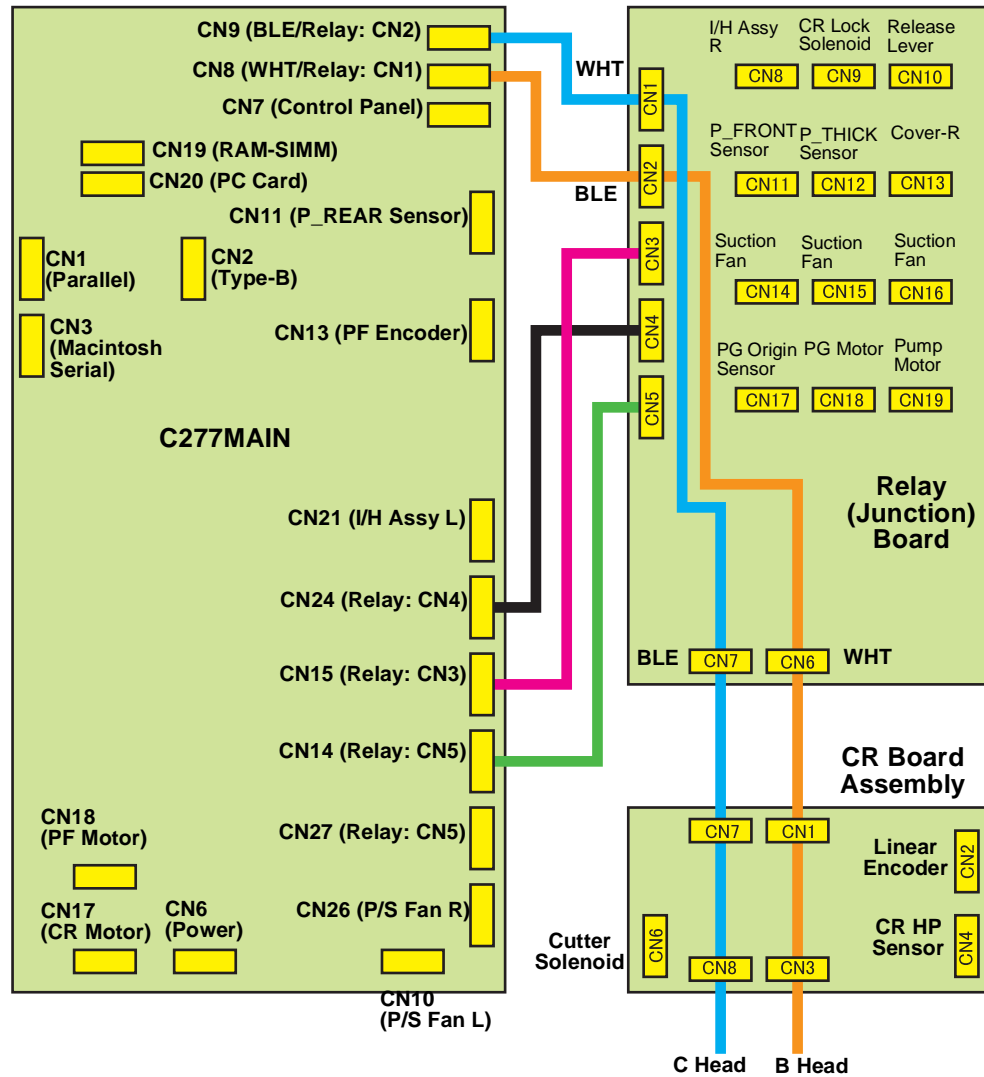 CN9 (BLE/Relay: CN2)
CN8 (WHT/Relay: CN1)
CN7 (Control Panel)
CN19 (RAM-SIMM)
CN20 (PC Card)
CN11 (P_REAR Sensor)
CN1
(Parallel)
CN2
(Type-B)
CN3
(Macintosh
Serial)
CN13 (PF Encoder)
C277MAIN
CN21 (I/H Assy L)
CN24 (Relay: CN4)
CN15 (Relay: CN3)
CN14 (Relay: CN5)
CN27 (Relay: CN5)
CN18
(PF Motor)
CN17
(CR Motor)
CN6
(Power)
CN26 (P/S Fan R)
CN10
(P/S Fan L)
WHT
BLE
CN1
CN2
CN3
CN4
CN5
I/H Assy
R
CN8
CR Lock
Solenoid
CN9
Release
Lever
CN10
P_FRONT
Sensor
CN11
P_THICK
Sensor
CN12
Cover-R
CN13
Suction
Fan
CN14
Suction
Fan
CN15
Suction
Fan
CN16
PG Origin
Sensor
CN17
PG Motor
CN18
Pump
Motor
CN19
Relay
(Junction)
Board
BLE
CN7
CN6
WHT
CR Board
Assembly
CN7
CN1
Linear
Encoder
CN2
Cutter
Solenoid
CN6
CN8
CN3
CR HP
Sensor
CN4
C Head
B Head